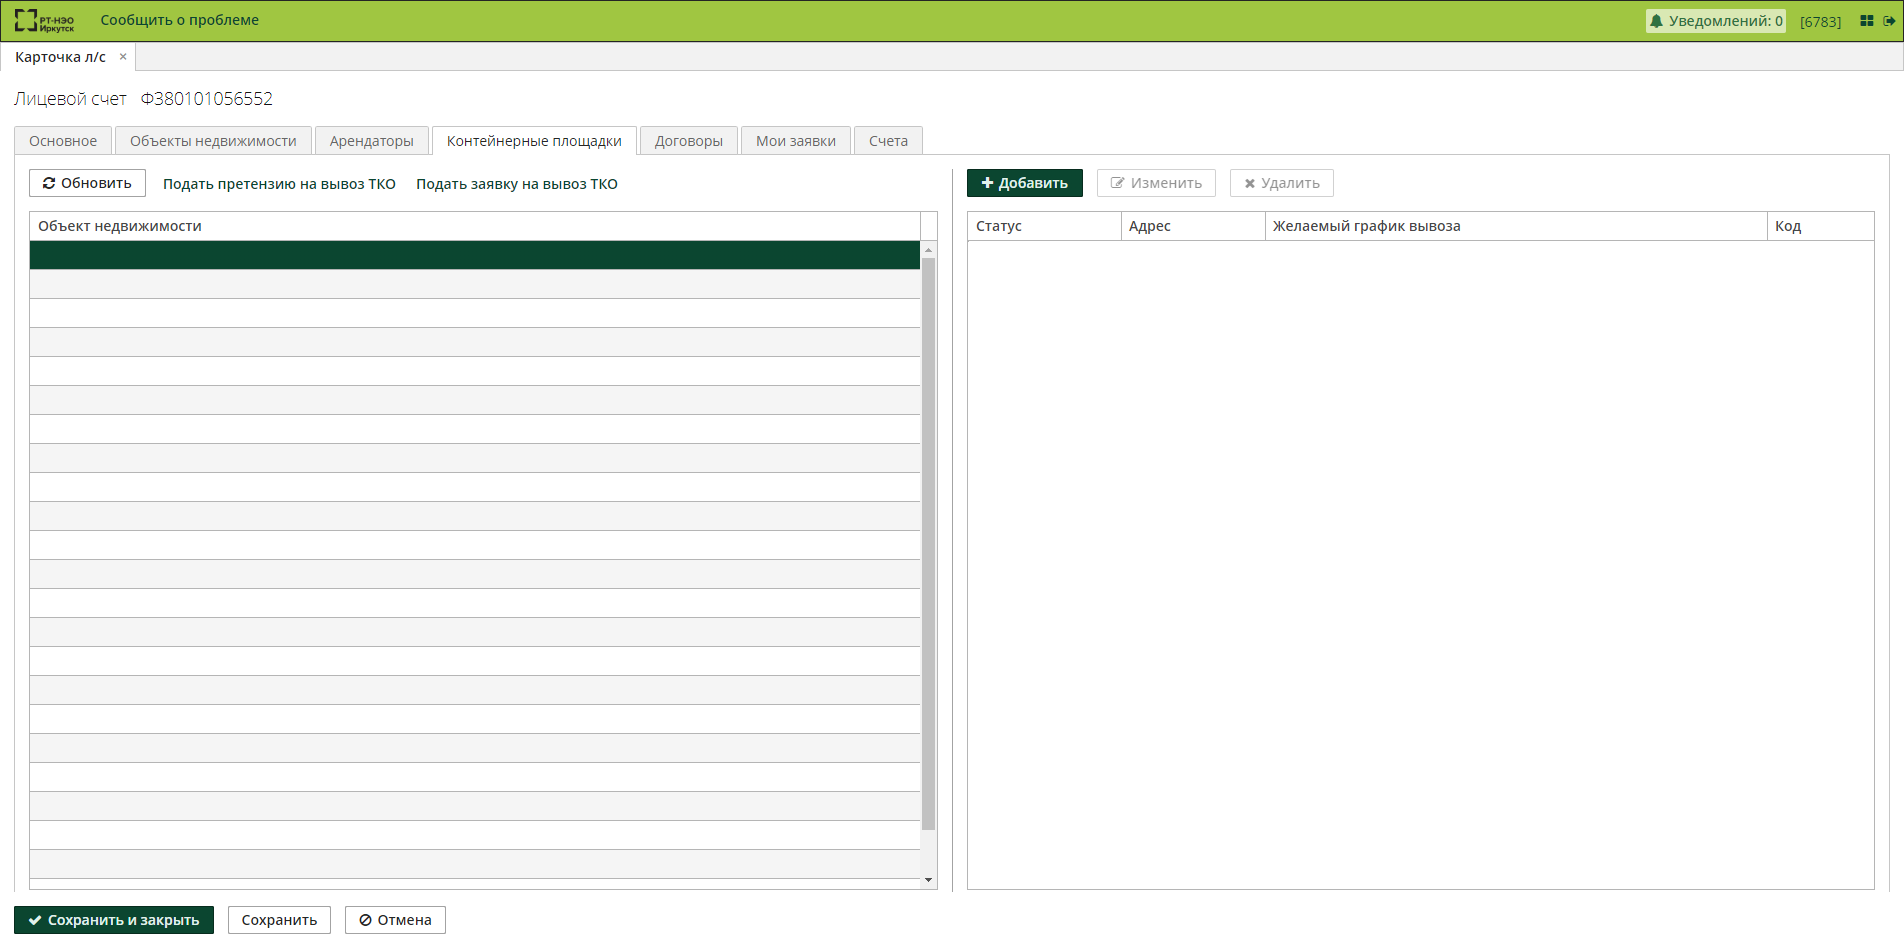 РТ-НЭО
Иркутск
Сообщить о проблеме
Уведомлений: 0
[6783]
Карточка л/с ×
Лицевой счет Ф380101056552
Основное
Объекты недвижимости
Арендаторы
Контейнерные площадки
Договоры
Мои заявки
Счета
Обновить
Подать претензию на вывоз ТКО
Подать заявку на вывоз ТКО
Добавить
Изменить
Удалить
Объект недвижимости
Статус
Адрес
Желаемый график вывоза
Код
Сохранить и закрыть
Сохранить
Отмена